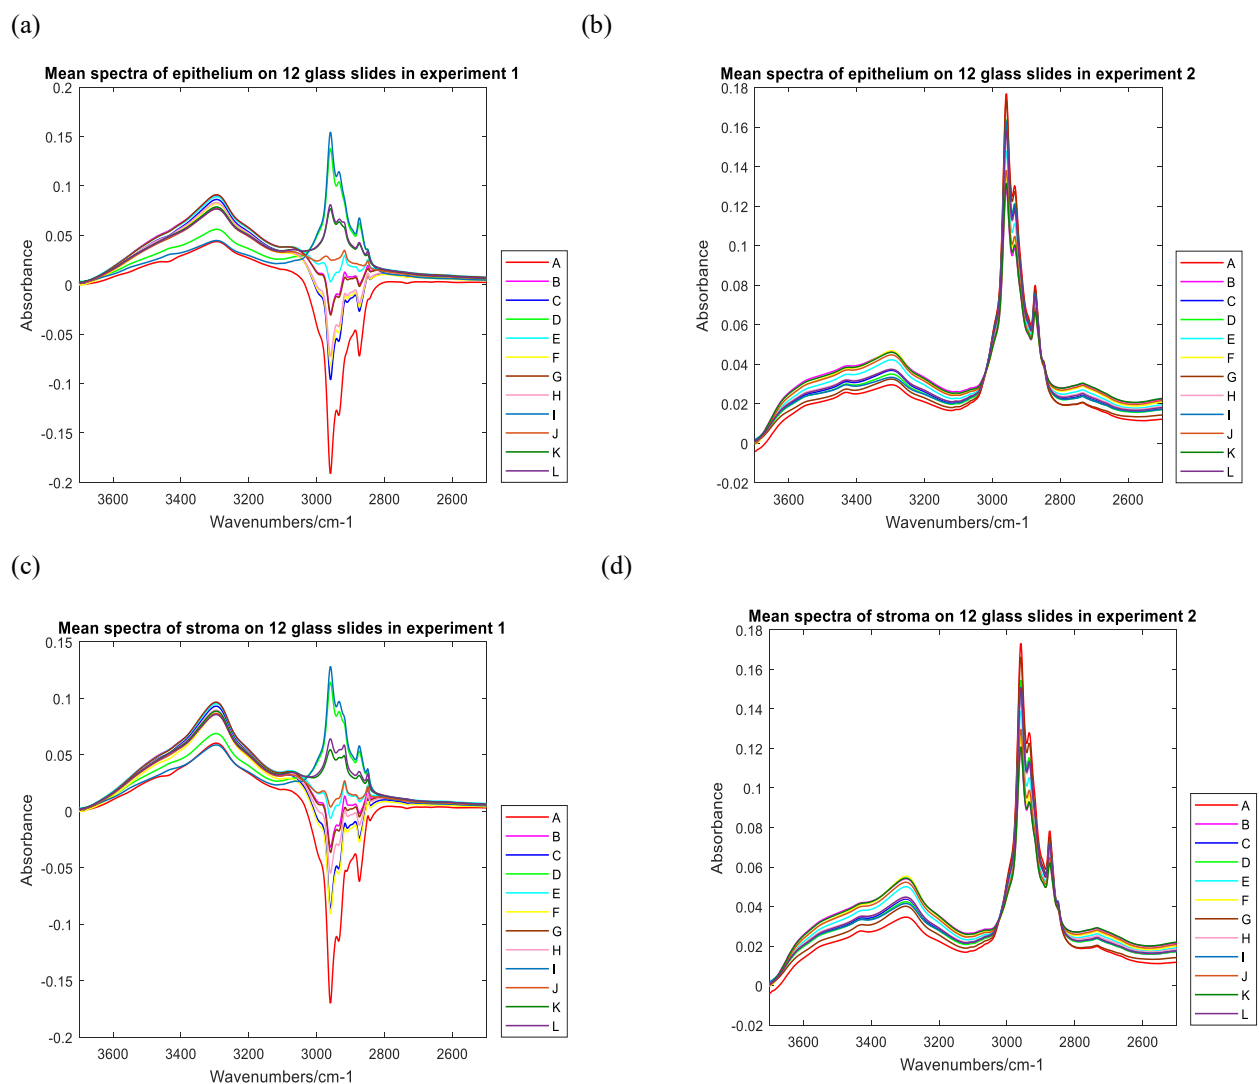 (a)
(b)
Mean spectra of epithelium on 12 glass slides in experiment 1
0.2
0.15
0.1
0.05
0
-0.05
-0.1
-0.15
-0.2
Absorbance
3600 3400 3200 3000 2800 2600
Wavenumbers/cm-1
A
B
C
D
E
F
G
H
I
J
K
L
Mean spectra of epithelium on 12 glass slides in experiment 2
0.18
0.16
0.14
0.12
0.1
0.08
0.06
0.04
0.02
0
-0.02
Absorbance
3600 3400 3200 3000 2800 2600
Wavenumbers/cm-1
A
B
C
D
E
F
G
H
I
J
K
L
(c)
(d)
Mean spectra of stroma on 12 glass slides in experiment 1
0.15
0.1
0.05
0
-0.05
-0.1
-0.15
-0.2
Absorbance
3600 3400 3200 3000 2800 2600
Wavenumbers/cm-1
A
B
C
D
E
F
G
H
I
J
K
L
Mean spectra of stroma on 12 glass slides in experiment 2
0.18
0.16
0.14
0.12
0.1
0.08
0.06
0.04
0.02
0
-0.02
Absorbance
3600 3400 3200 3000 2800 2600
Wavenumbers/cm-1
A
B
C
D
E
F
G
H
I
J
K
L